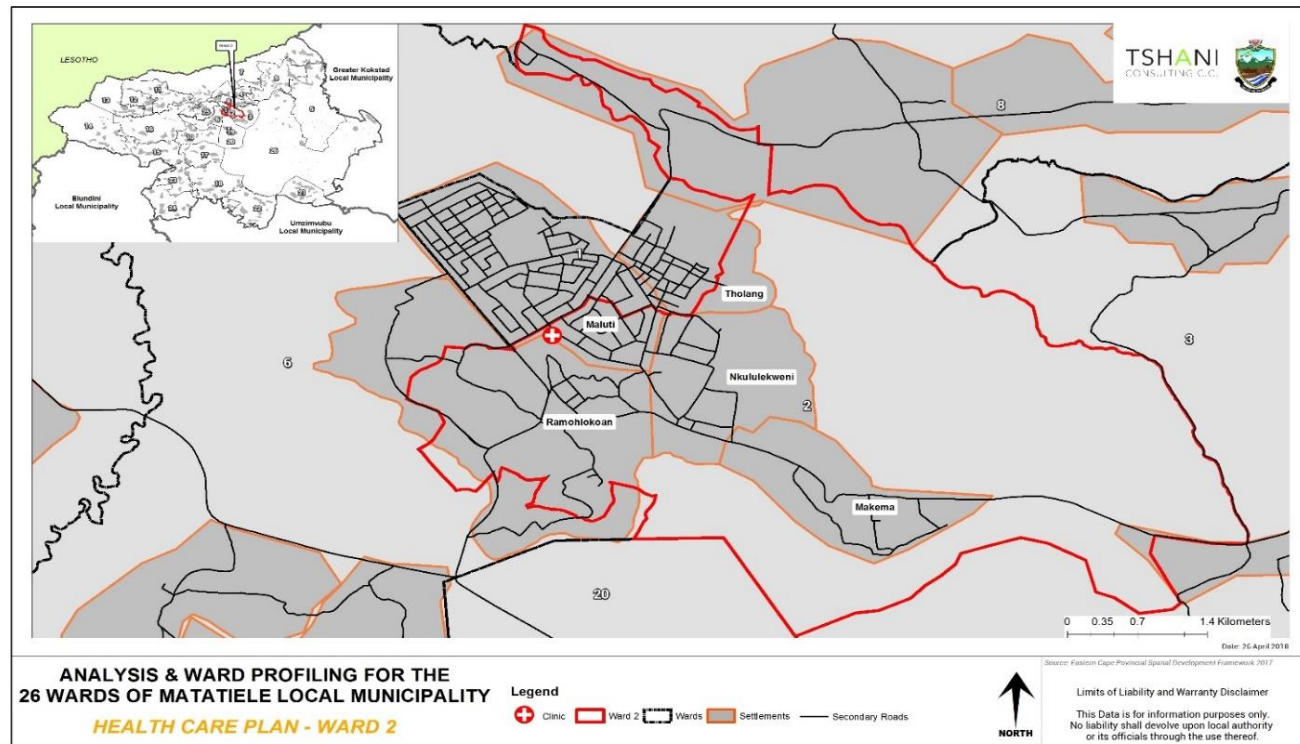 LESOTHO
Greater Kokstad
Local Municipality
Elundini
Local Municipality
Umzimvubu
Local Municipality
TSHANI
CONSULTING C.C.
8
1
Tholang
Maluti
3
6
Nkululekweni
2
Ramohlokoan
Makema
20
0 0.35 0.7 1.4 Kilometers
Date: 26 April 2018
ANALYSIS & WARD PROFILING FOR THE
26 WARDS OF MATATIELE LOCAL MUNICIPALITY
HEALTH CARE PLAN - WARD 2
Legend
Clinic Ward 2 Wards Settlements Secondary Roads
NORTH
Source: Eastern Cape Provincial Spatial Development Framework 2017
Limits of Liability and Warranty Disclaimer
This Data is for information purposes only.
No liability shall devolve upon local authority
or its officials through the use thereof.